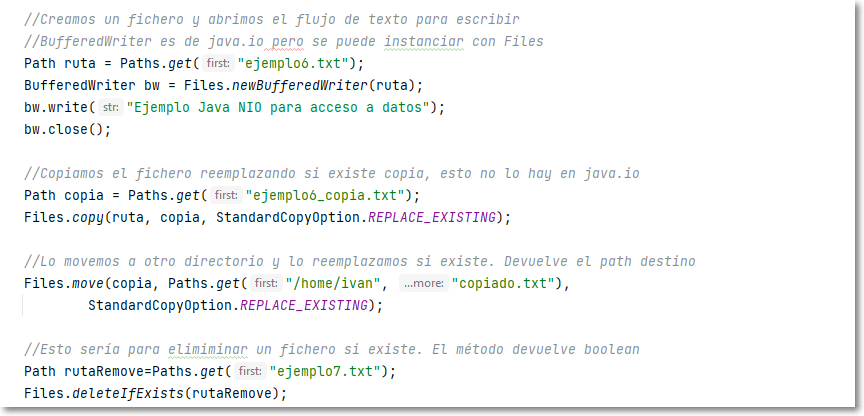 //Creamos un fichero y abrimos el flujo de texto para escribir
//BufferedWriter es de java.io pero se puede instanciar con Files
Path ruta = Paths.get( first: "ejemplo6.txt");
BufferedWriter bw = Files.newBufferedWriter(ruta);
bw.write( str: "Ejemplo Java NIO para acceso a datos");
bw.close();
//Copiamos el fichero reemplazando si existe copia, esto no lo hay en java.io
Path copia = Paths.get( first: "ejemplo6_copia.txt");
Files.copy(ruta, copia, StandardCopyOption.REPLACE_EXISTING);
//Lo movemos a otro directorio y lo reemplazamos si existe. Devuelve el path destino
Files.move(copia, Paths.get( first: "/home/ivan", ...more: "copiado.txt"),
StandardCopyOption.REPLACE_EXISTING);
//Esto sería para elimiminar un fichero si existe. El método devuelve boolean
Path rutaRemove=Paths.get( first: "ejemplo7.txt");
Files.deleteIfExists(rutaRemove);